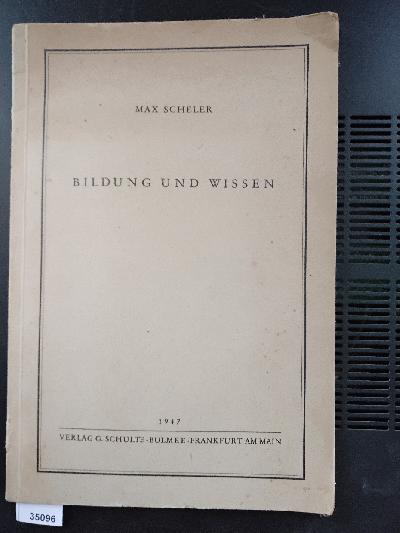 MAX SCHELER
BILDUNG UND WISSEN
1947
VERLAG G. SCHULTE-BULMKE-FRANKFURT AM MAIN
35096